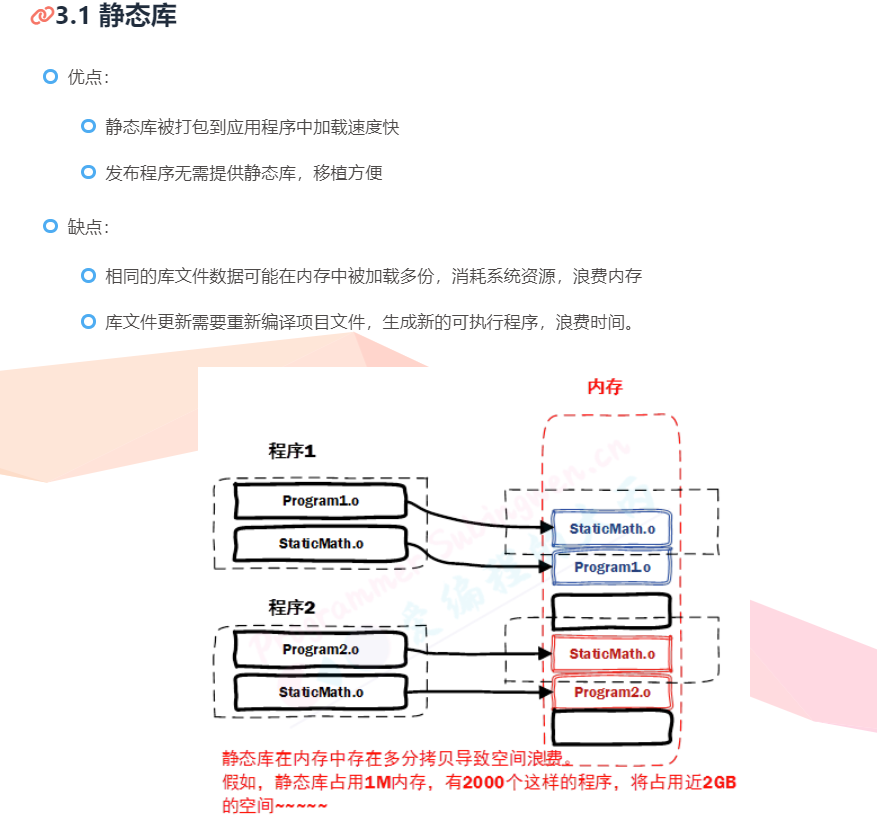 3.1 静态库
优点：
静态库被打包到应用程序中加载速度快
发布程序无需提供静态库，移植方便
缺点：
相同的库文件数据可能在内存中被加载多份，消耗系统资源，浪费内存
库文件更新需要重新编译项目文件，生成新的可执行程序，浪费时间。
内存
程序1
Program1.o
StaticMath.o
StaticMath.o
Program1.o
程序2
Program2.o
StaticMath.o
StaticMath.o
Program2.o
静态库在内存中存在多分拷贝导致空间浪费。
假如，静态库占用1M内存，有2000个这样的程序，将占用近2GB
的空间~~~~~